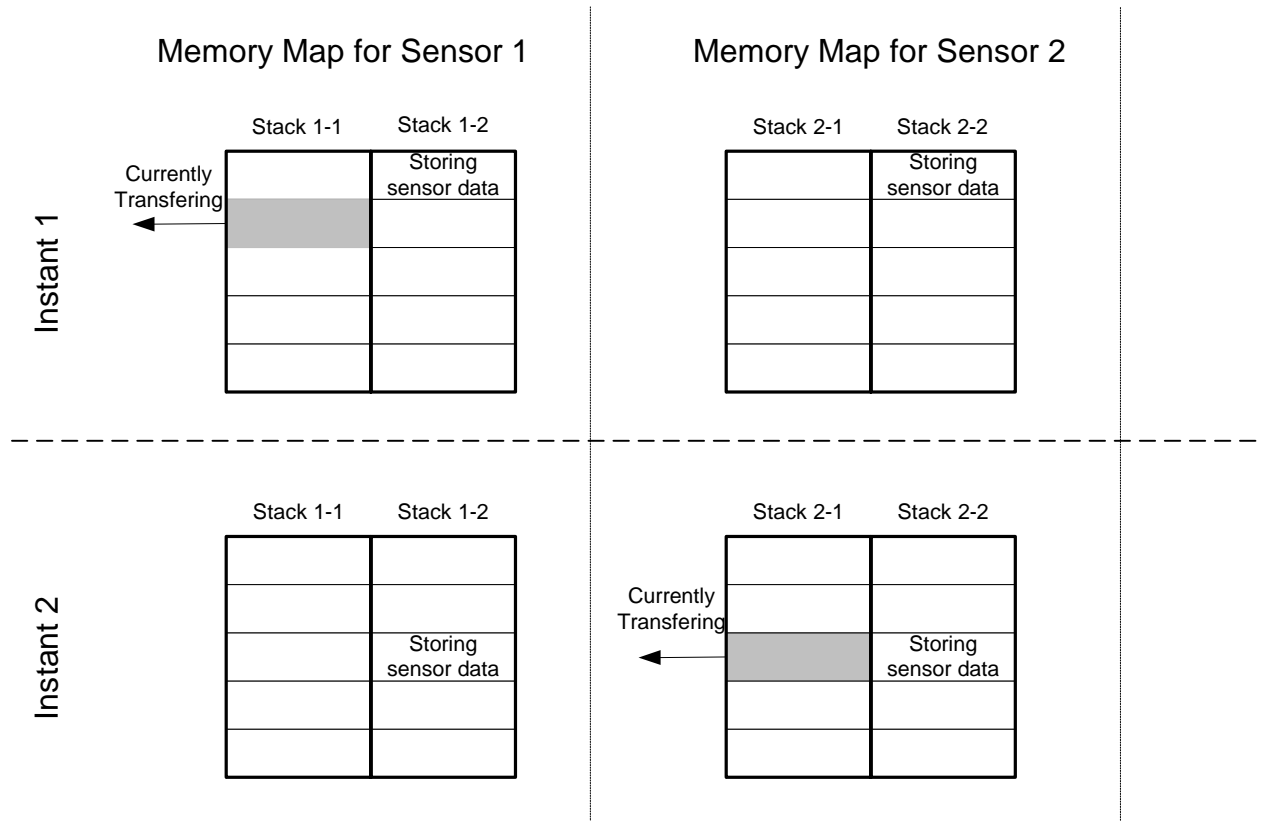 Memory Map for Sensor 1
Memory Map for Sensor 2
Instant 1
Stack 1-1
Stack 1-2
Currently
Transfering
Storing
sensor data
Stack 2-1
Stack 2-2
Storing
sensor data
Instant 2
Stack 1-1
Stack 1-2
Storing
sensor data
Stack 2-1
Stack 2-2
Currently
Transfering
Storing
sensor data